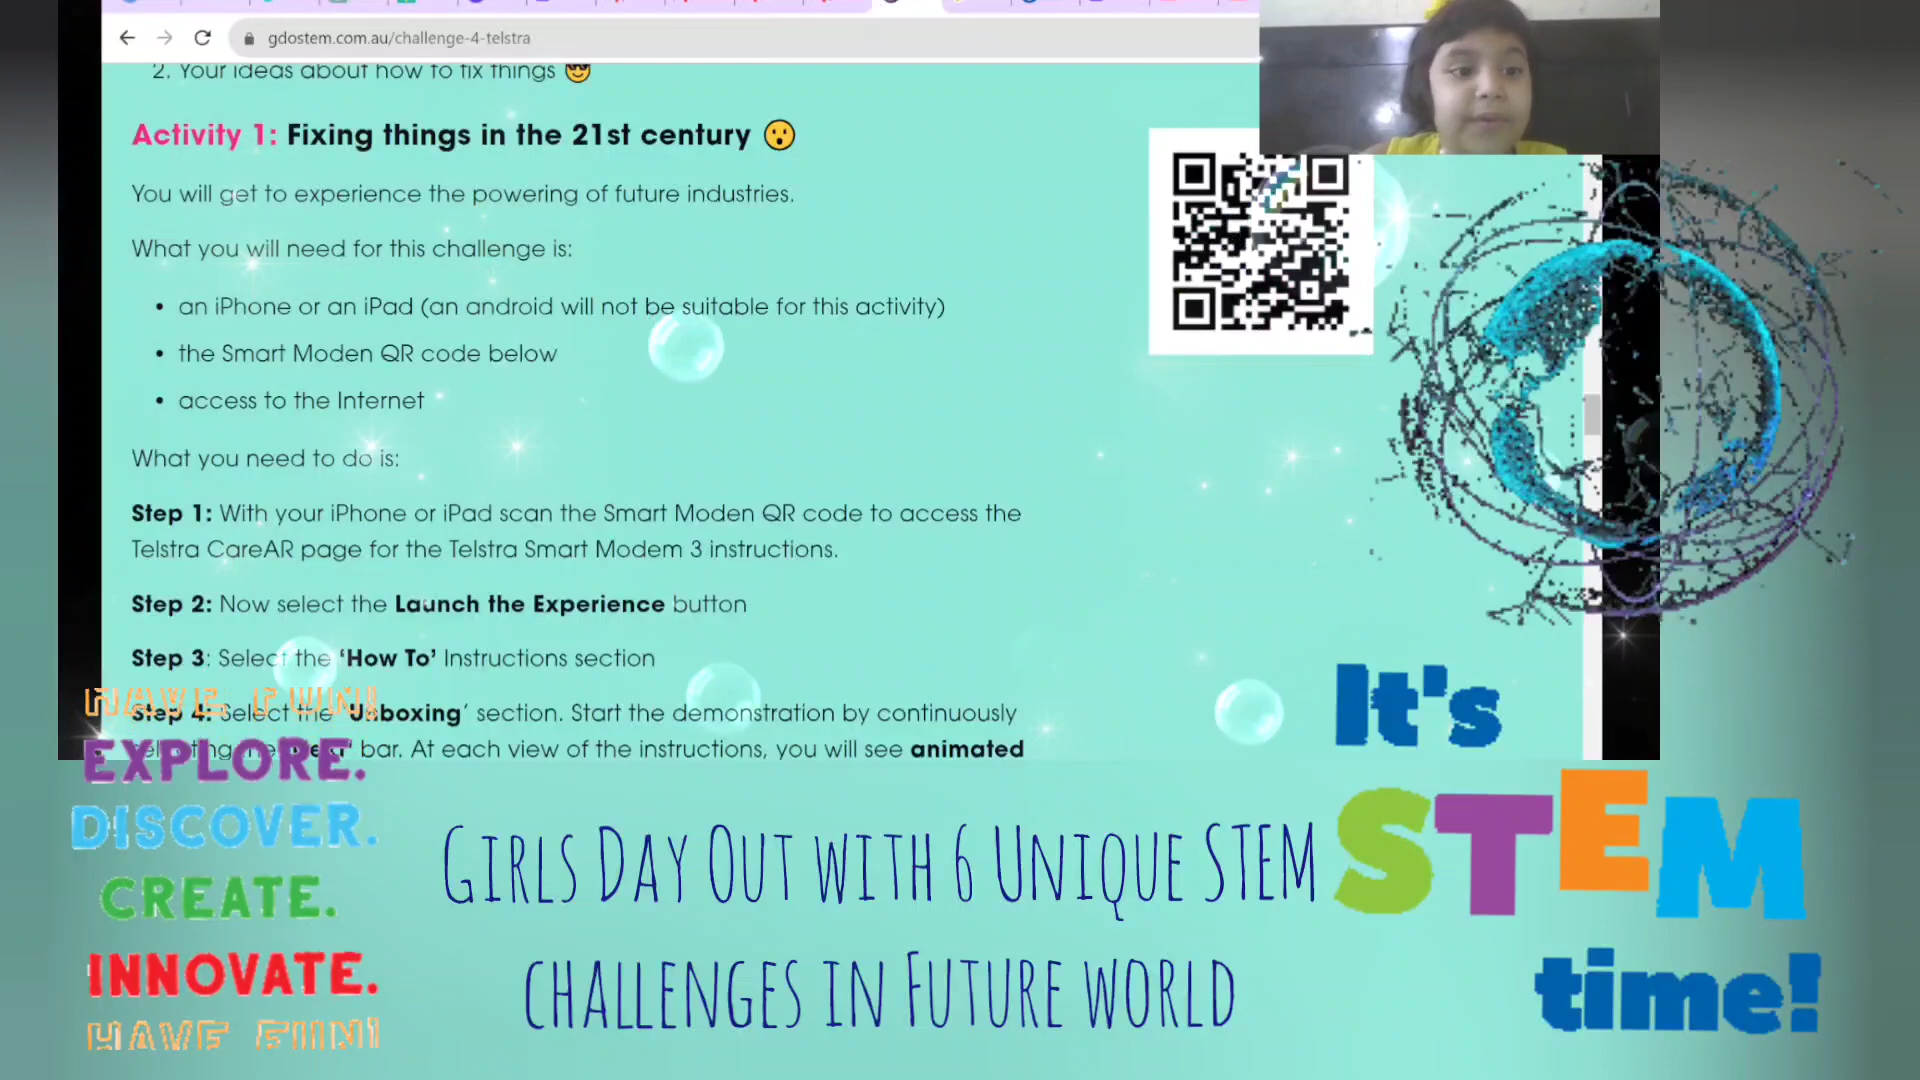 gdostem.com.au/challenge-4-telstra
2. Your ideas about how to fix things 😎
Activity 1: Fixing things in the 21st century 😮
You will get to experience the powering of future industries.
What you will need for this challenge is:
• an iPhone or an iPad (an android will not be suitable for this activity)
• the Smart Moden QR code below
• access to the Internet
What you need to do is:
Step 1: With your iPhone or iPad scan the Smart Moden QR code to access the
Telstra CareAR page for the Telstra Smart Modem 3 instructions.
Step 2: Now select the Launch the Experience button
Step 3: Select the ‘How To’ Instructions section
Step 4: Select the ‘Unboxing’ section. Start the demonstration by continuously
bar. At each view of the instructions, you will see animated
HAVE FUN!
EXPLORE.
DISCOVER.
CREATE.
INNOVATE.
HAVE FUN!
Girls Day Out with 6 Unique STEM
challenges in Future world
It's
STEM
time!